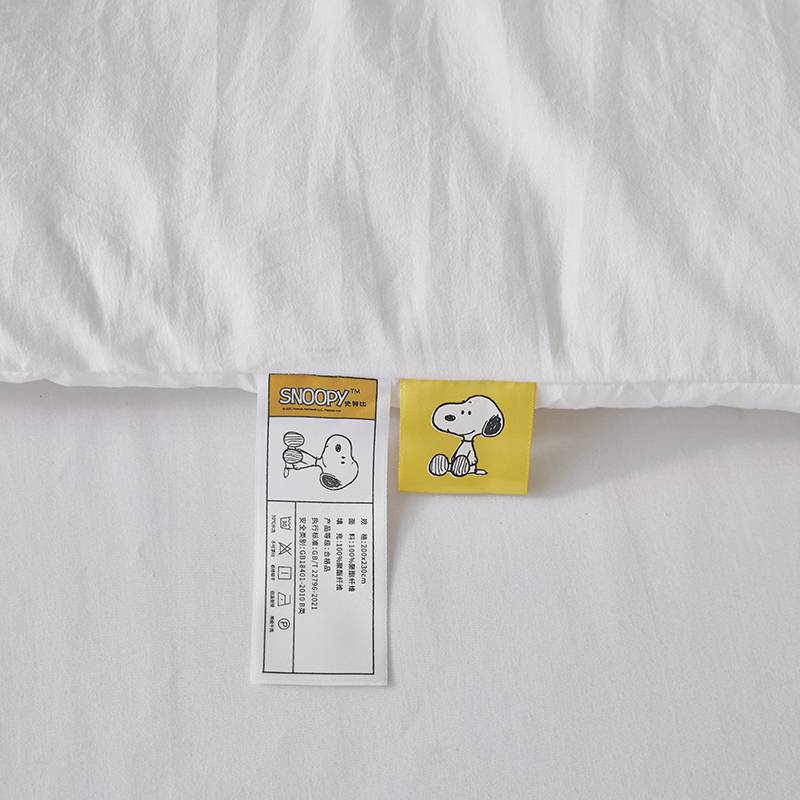 SNOOPY™
史努比
规 格:200x230cm
面 料:100%聚酯纤维
填 充:100%聚酯纤维
产品等级:合格品
执行标准:GB/T 22796-2021
安全类别:GB18401-2010 B类
30
P